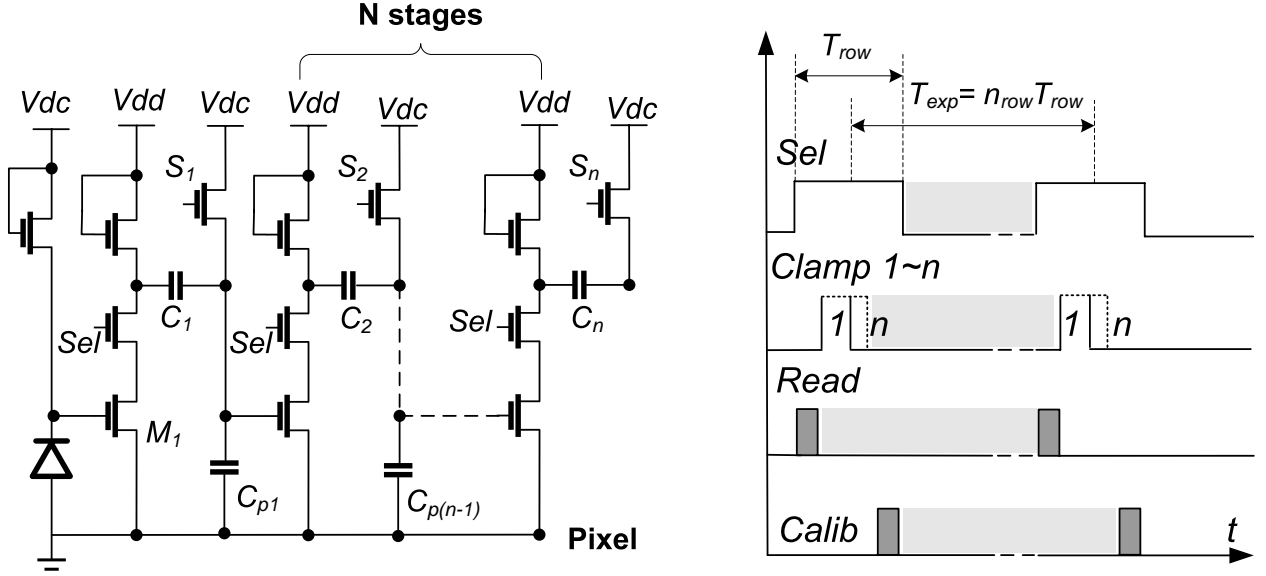 N stages
Vdc Vdd Vdc Vdd Vdc Vdd Vdc
S1 S2 Sn
C1 C2 Cn
Sel Sel Sel
M1
Cp1 Cp(n-1)
Pixel
Trow
Texp= nrowTrow
Sel
Clamp 1~n
1 n 1 n
Read
Calib t